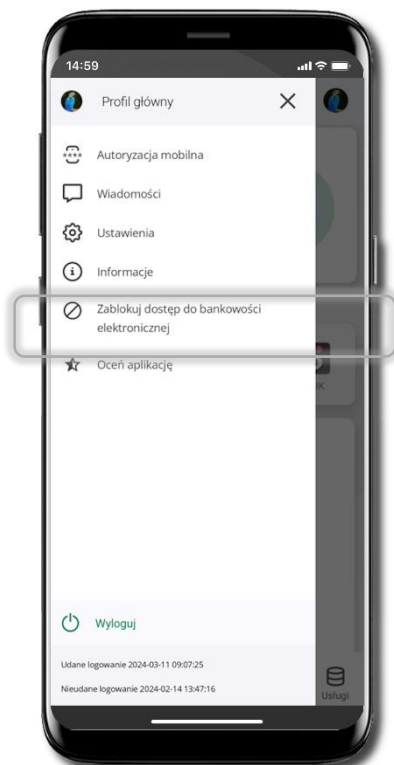 14:59
Profil główny
Autoryzacja mobilna
Wiadomości
Ustawienia
Informacje
Zablokuj dostęp do bankowości
elektronicznej
Oceń aplikację
Wyloguj
Udane logowanie 2024-03-11 09:07:25
Nieudane logowanie 2024-02-14 13:47:16
Usługi